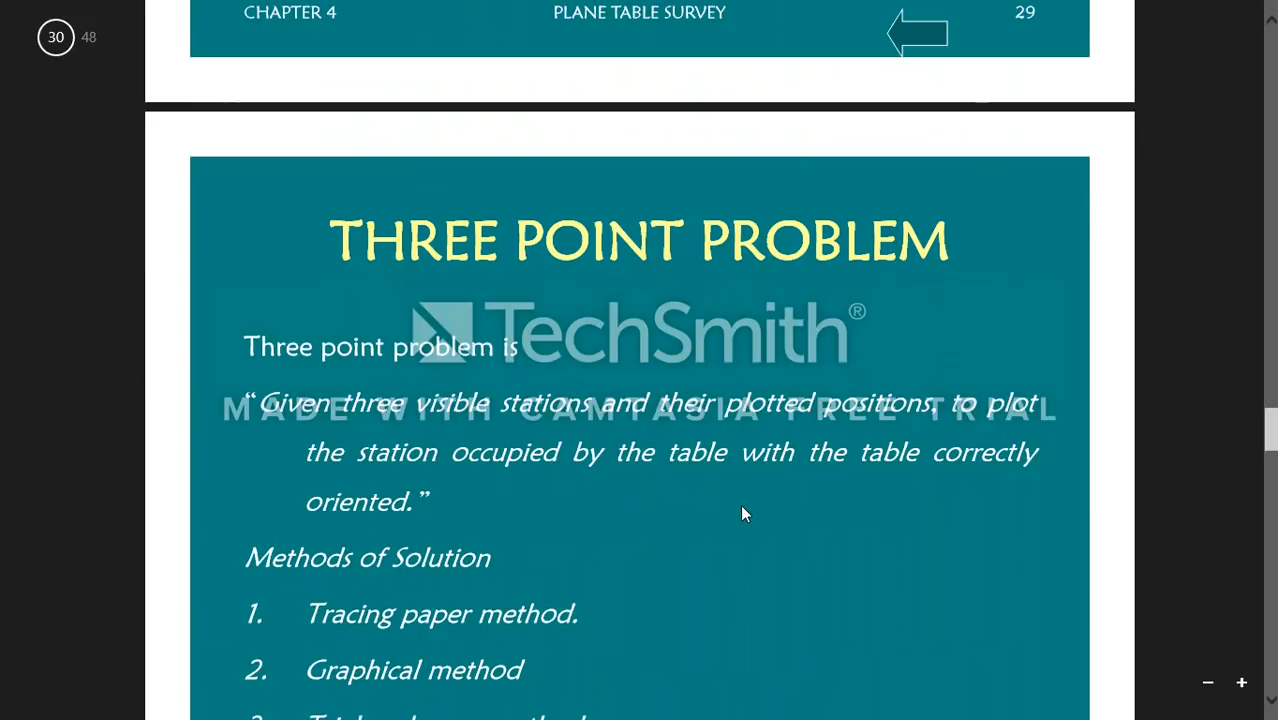 CHAPTER 4 PLANE TABLE SURVEY 29
30 48
THREE POINT PROBLEM
TechSmith®
Three point problem is
MADE WITH CAMTASIA FREE TRIAL
“Given three visible stations and their plotted positions, to plot
the station occupied by the table with the table correctly
oriented.”
Methods of Solution
1. Tracing paper method.
2. Graphical method